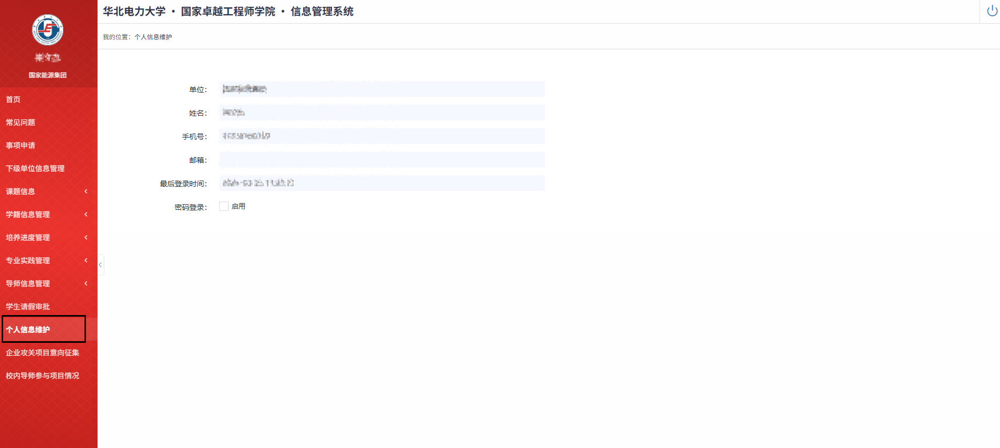 华北电力大学 · 国家卓越工程师学院 · 信息管理系统
国家能源集团
首页
常见问题
事项申请
下级单位信息管理
课题信息
学籍信息管理
培养进度管理
专业实践管理
导师信息管理
学生请假审批
个人信息维护
企业攻关项目意向征集
校内导师参与项目情况
我的位置：个人信息维护
单位：
姓名：
手机号：
邮箱：
最后登录时间：
密码登录： 启用